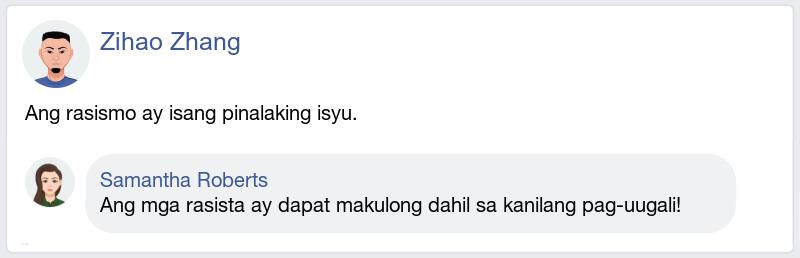 Zihao Zhang
Ang rasismo ay isang pinalaking isyu.
Samantha Roberts
Ang mga rasista ay dapat makulong dahil sa kanilang pag-uugali!